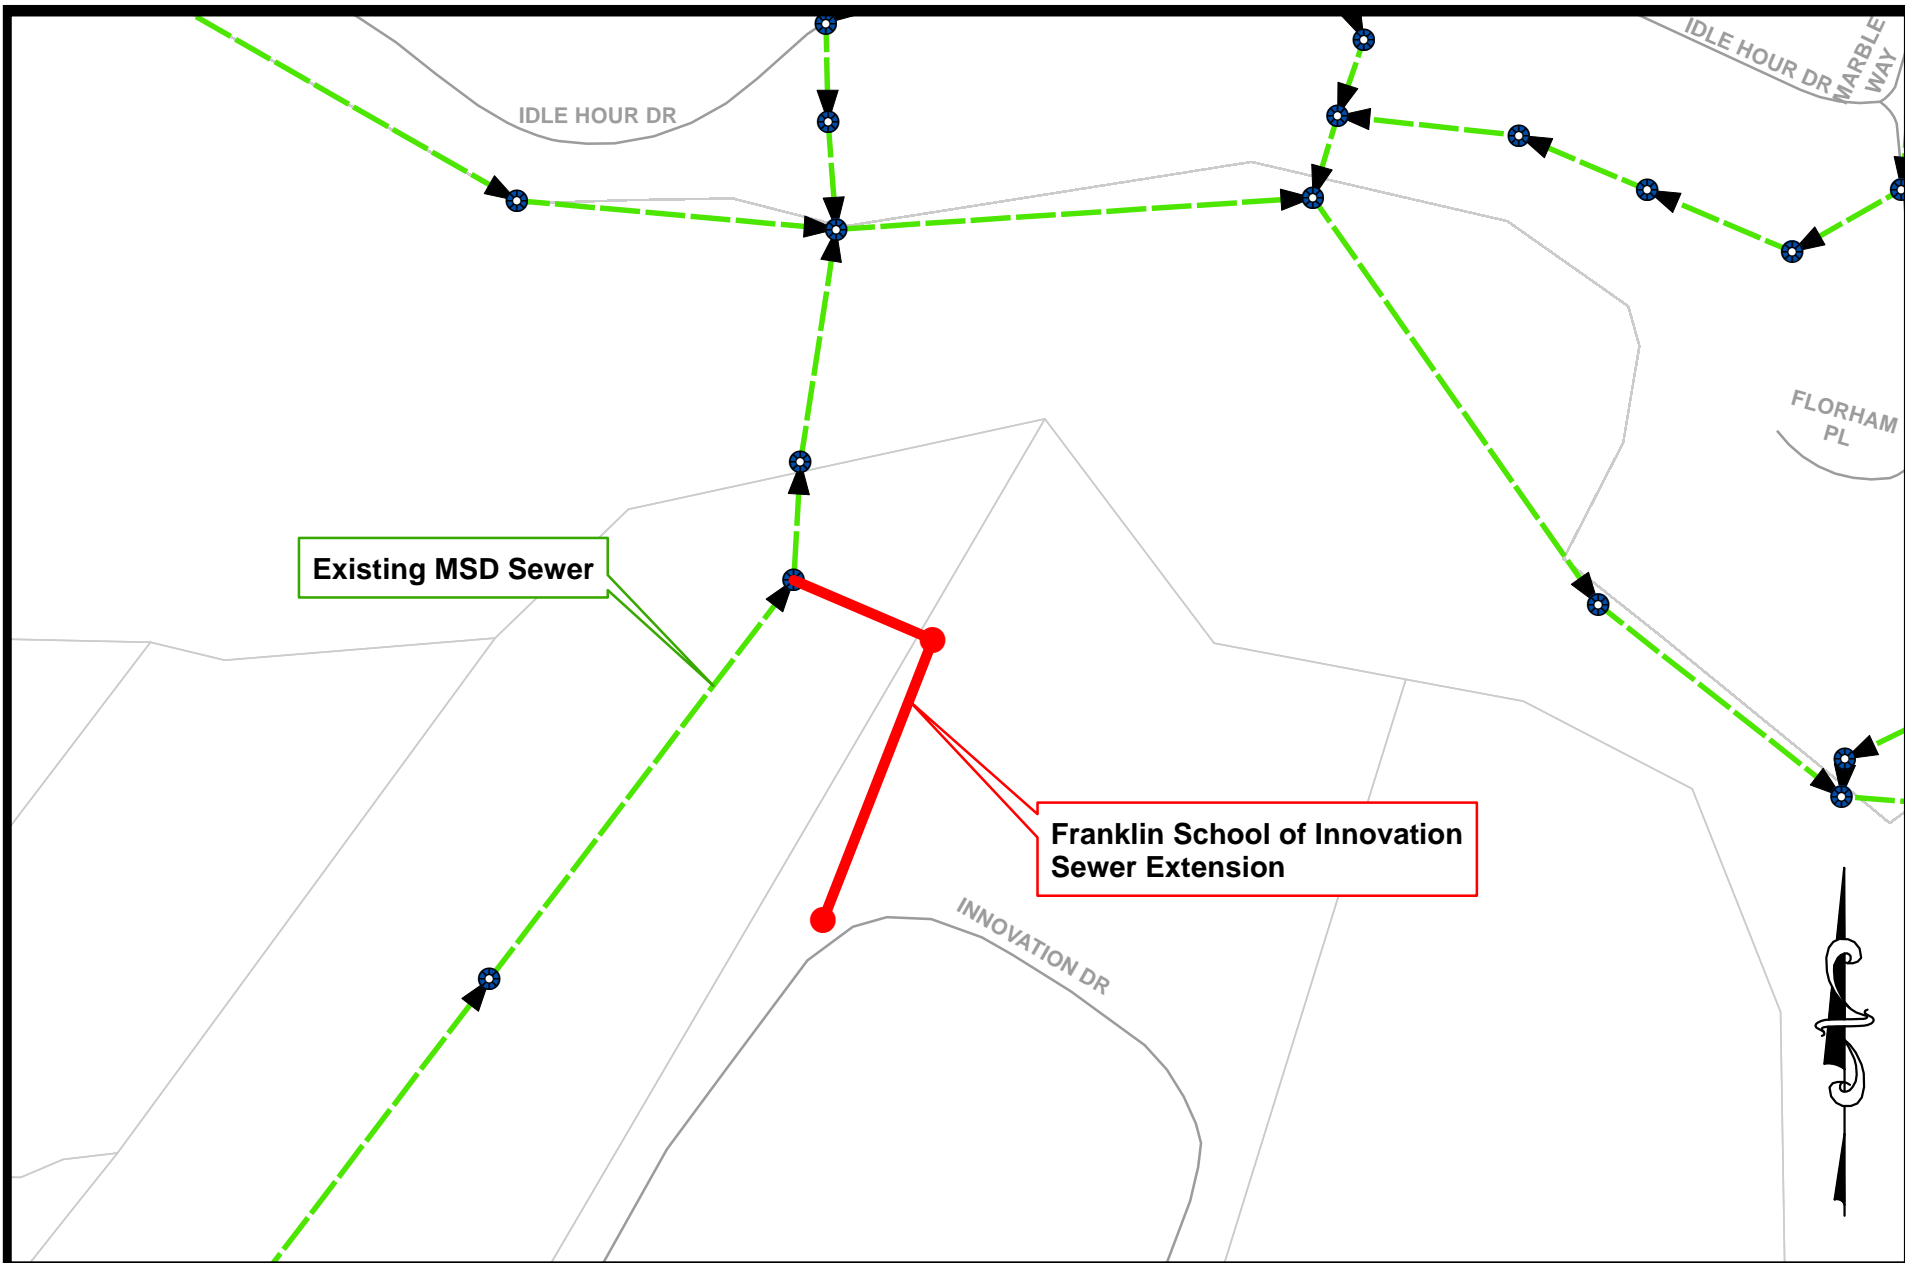 IDLE HOUR DR
IDLE HOUR DR
MARBLE
WAY
FLORHAM
PL
Existing MSD Sewer
Franklin School of Innovation
Sewer Extension
INNOVATION DR